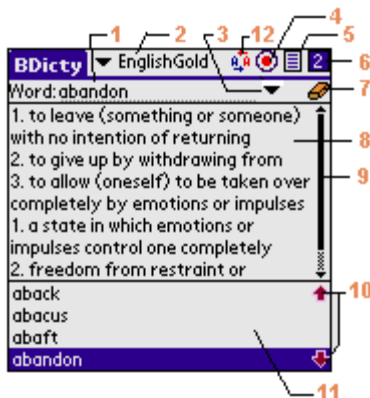 1 2 12 3 4 5
BDicty EnglishGold 2 6
Word: abandon 7
1. to leave (something or someone)
with no intention of returning 8
2. to give up by withdrawing from
3. to allow (oneself) to be taken over 9
completely by emotions or impulses
1. a state in which emotions or
impulses control one completely
2. freedom from restraint or
aback 10
abacus
abaft
abandon
11